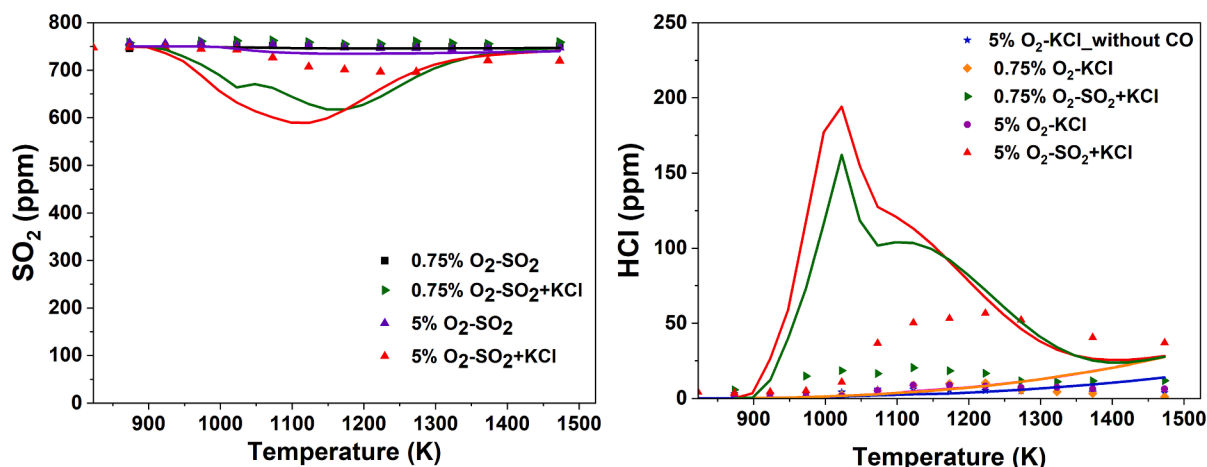 800
700
600
500
400
300
200
100
0
SO₂ (ppm)
0.75% O₂-SO₂
0.75% O₂-SO₂+KCl
5% O₂-SO₂
5% O₂-SO₂+KCl
900 1000 1100 1200 1300 1400 1500
Temperature (K)
250
200
150
100
50
0
HCl (ppm)
5% O₂-KCl_without CO
0.75% O₂-KCl
0.75% O₂-SO₂+KCl
5% O₂-KCl
5% O₂-SO₂+KCl
900 1000 1100 1200 1300 1400 1500
Temperature (K)